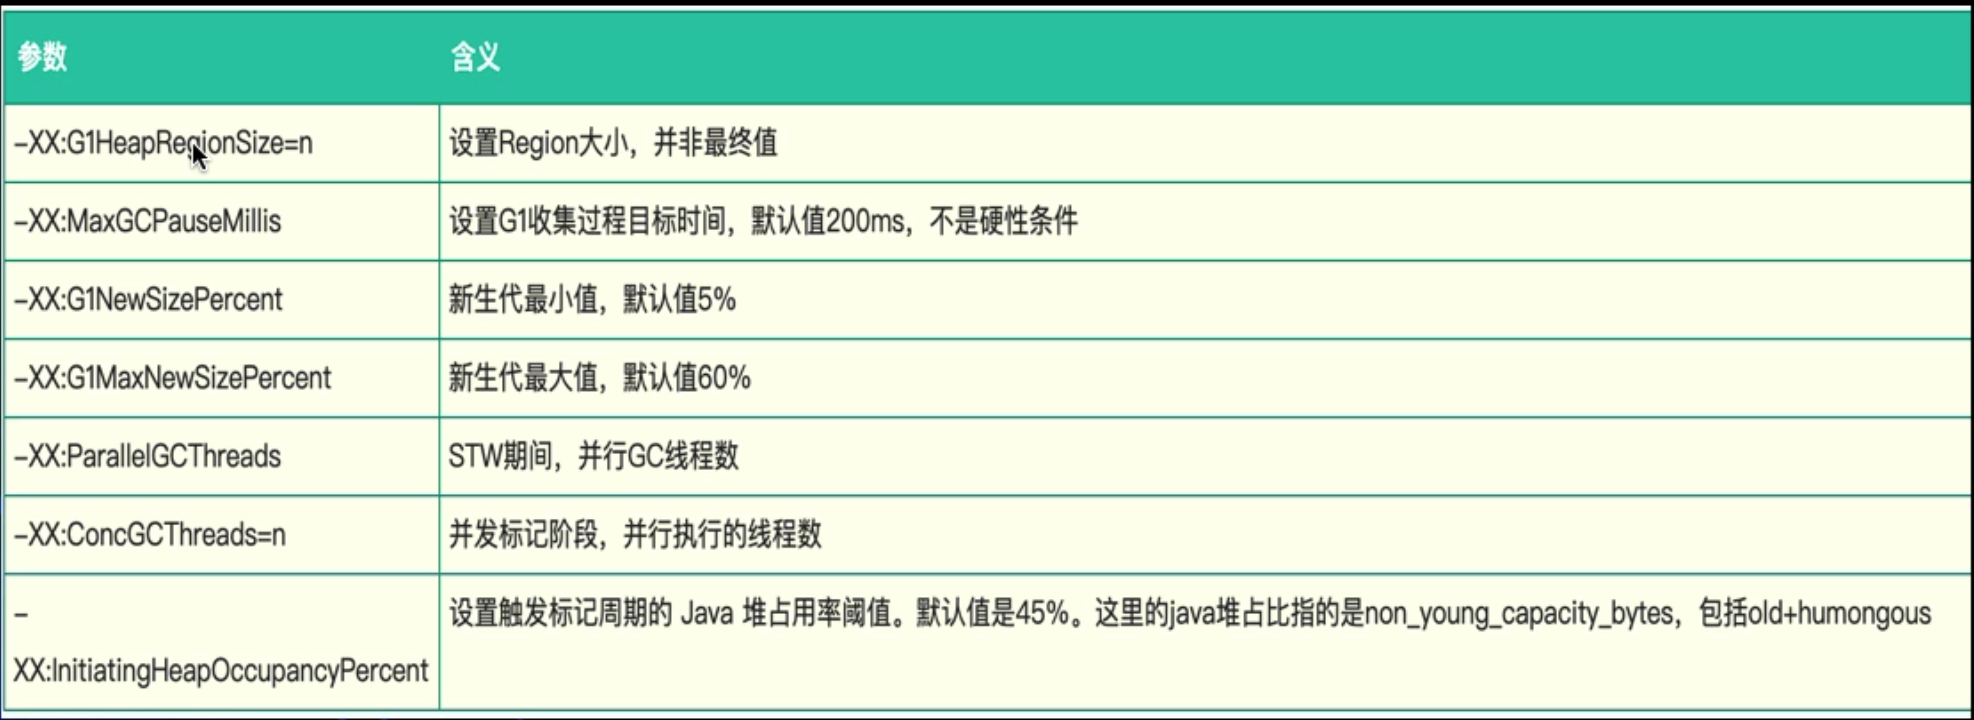 参数 含义
–XX:G1HeapRegionSize=n 设置Region大小，并非最终值
–XX:MaxGCPauseMillis 设置G1收集过程目标时间，默认值200ms，不是硬性条件
–XX:G1NewSizePercent 新生代最小值，默认值5%
–XX:G1MaxNewSizePercent 新生代最大值，默认值60%
–XX:ParallelGCThreads STW期间，并行GC线程数
–XX:ConcGCThreads=n 并发标记阶段，并行执行的线程数
–
XX:InitiatingHeapOccupancyPercent
设置触发标记周期的 Java 堆占用率阈值。默认值是45%。这里的java堆占比指的是non_young_capacity_bytes，包括old+humongous